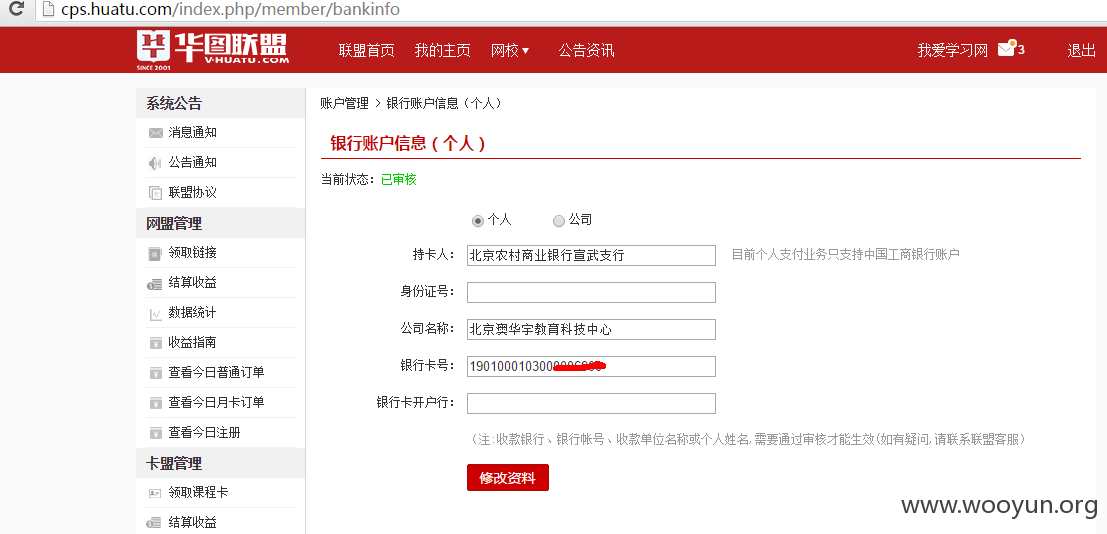 cps.huatu.com/index.php/member/bankinfo
华图联盟
SINCE 2001 V·HUATU.COM
联盟首页 我的主页 网校 公告资讯 我爱学习网 3 退出
系统公告
消息通知
公告通知
联盟协议
网盟管理
领取链接
结算收益
数据统计
收益指南
查看今日普通订单
查看今日月卡订单
查看今日注册
卡盟管理
领取课程卡
结算收益
账户管理 > 银行账户信息（个人）
银行账户信息（个人）
当前状态：已审核
个人 公司
持卡人： 北京农村商业银行宣武支行 目前个人支付业务只支持中国工商银行账户
身份证号：
公司名称： 北京澳华宇教育科技中心
银行卡号： 1901000103000
银行卡开户行：
（注:收款银行、银行帐号、收款单位名称或个人姓名,需要通过审核才能生效(如有疑问,请联系联盟客服）
修改资料
www.wooyun.org